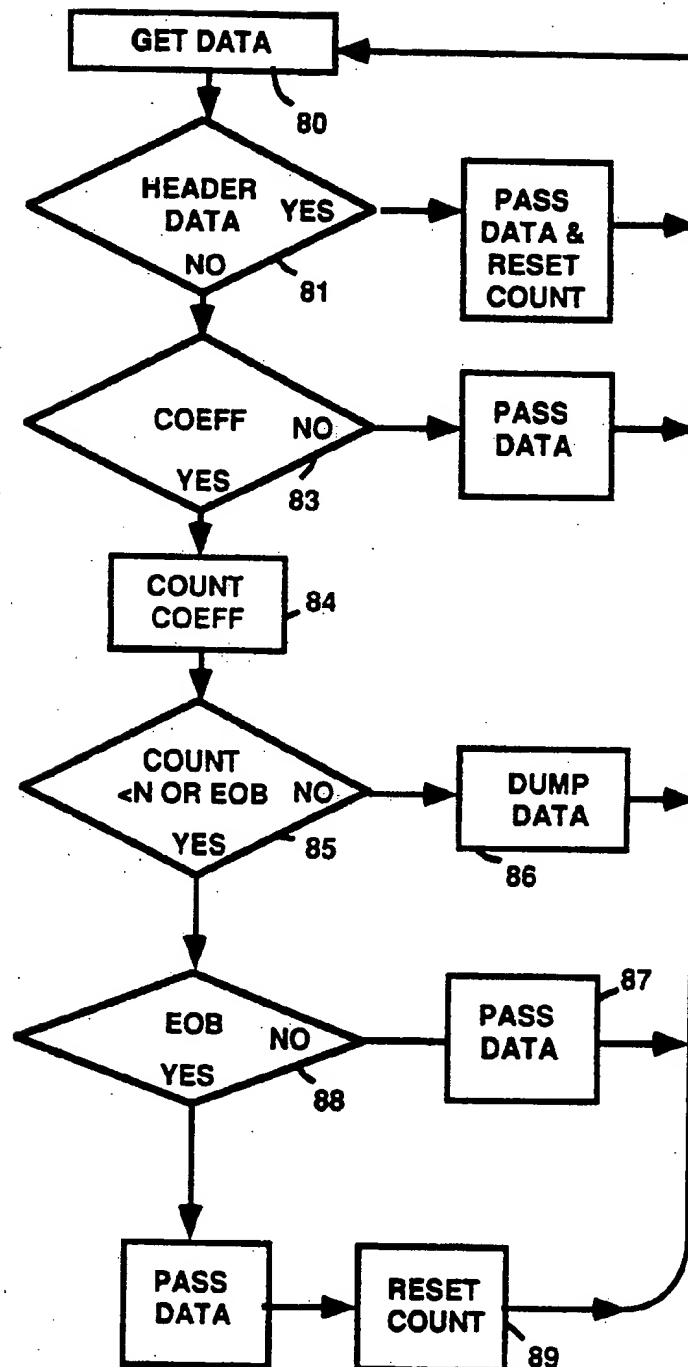 GET DATA
80
HEADER
DATA
YES
NO
81
PASS
DATA &
RESET
COUNT
COEFF
NO
YES
83
PASS
DATA
COUNT
COEFF
84
COUNT
<N OR EOB
NO
YES
85
DUMP
DATA
86
EOB
NO
YES
88
PASS
DATA
87
PASS
DATA
RESET
COUNT
89